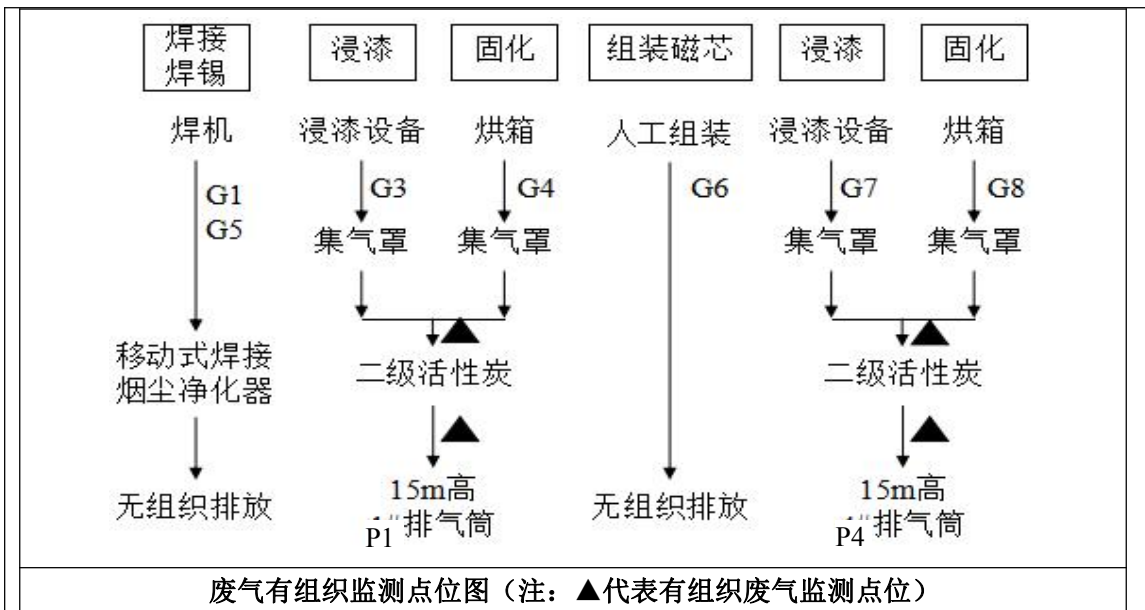 焊接
焊锡
浸漆
固化
组装磁芯
浸漆
固化
焊机
浸漆设备
烘箱
人工组装
浸漆设备
烘箱
G1
G5
G3
G4
G6
G7
G8
集气罩
集气罩
集气罩
集气罩
移动式焊接
烟尘净化器
二级活性炭
二级活性炭
无组织排放
15m高
P1 排气筒
无组织排放
15m高
P4 排气筒
废气有组织监测点位图（注：▲代表有组织废气监测点位）